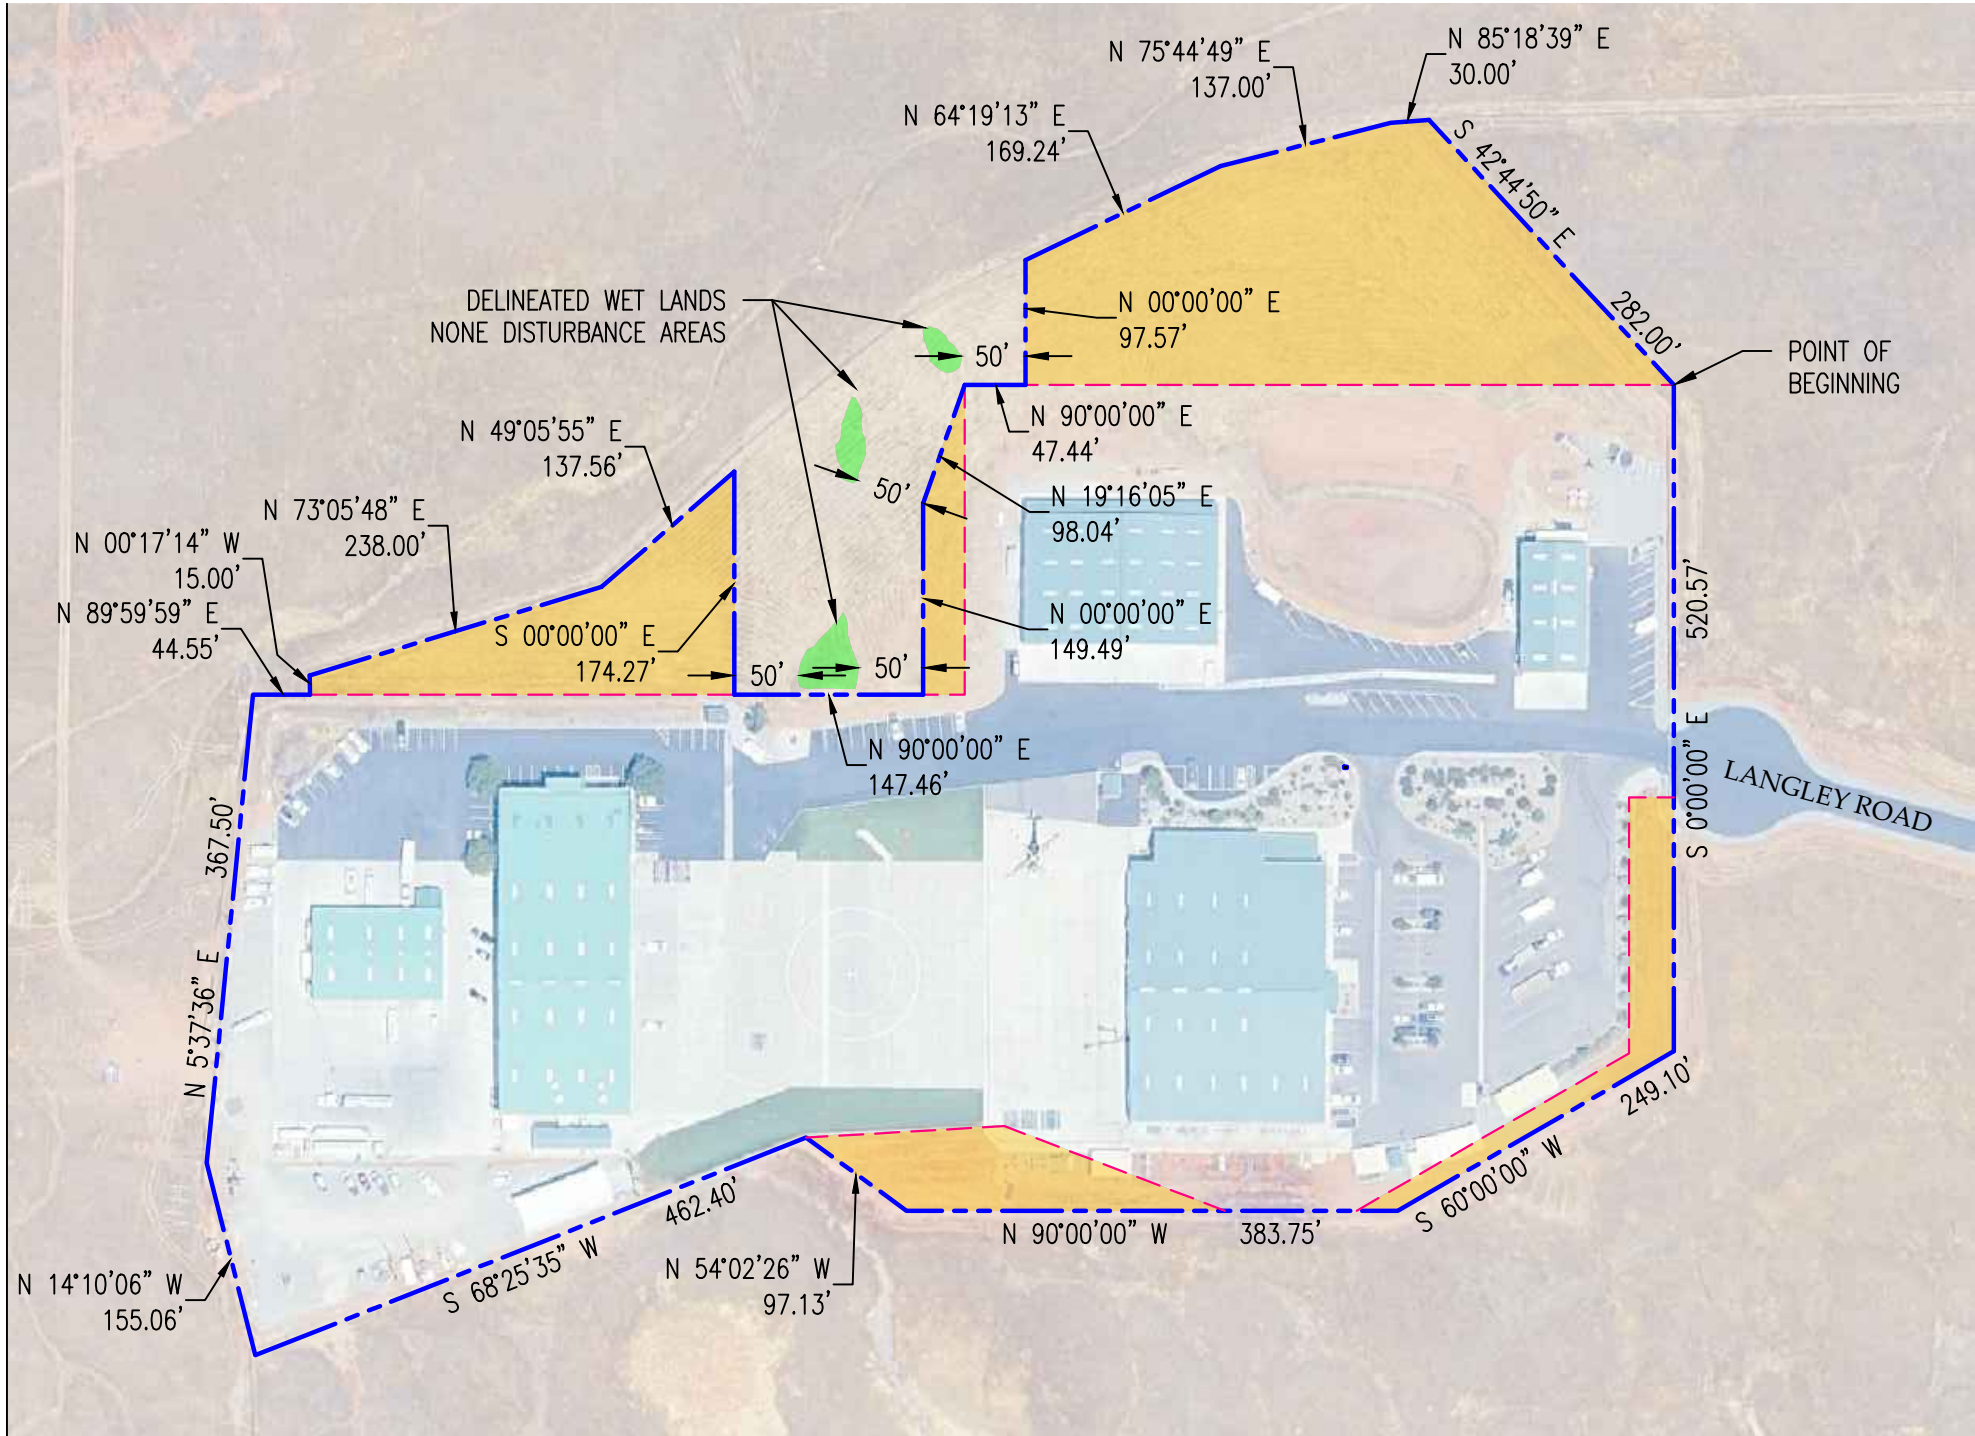 N 85°18'39" E
30.00'
N 75°44'49" E
137.00'
N 64°19'13" E
169.24'
S 42°44'50" E
282.00'
DELINEATED WET LANDS
NONE DISTURBANCE AREAS
N 00°00'00" E
97.57'
50'
POINT OF
BEGINNING
N 90°00'00" E
47.44'
N 49°05'55" E
137.56'
50'
N 19°16'05" E
98.04'
N 73°05'48" E
238.00'
N 00°17'14" W
15.00'
N 89°59'59" E
44.55'
S 00°00'00" E
174.27'
N 00°00'00" E
149.49'
50'
50'
520.57'
S 0°00'00" E
N 90°00'00" E
147.46'
LANGLEY ROAD
367.50'
N 5°37'36" E
249.10'
S 60°00'00" W
462.40'
S 68°25'35" W
N 90°00'00" W
383.75'
N 54°02'26" W
97.13'
N 14°10'06" W
155.06'